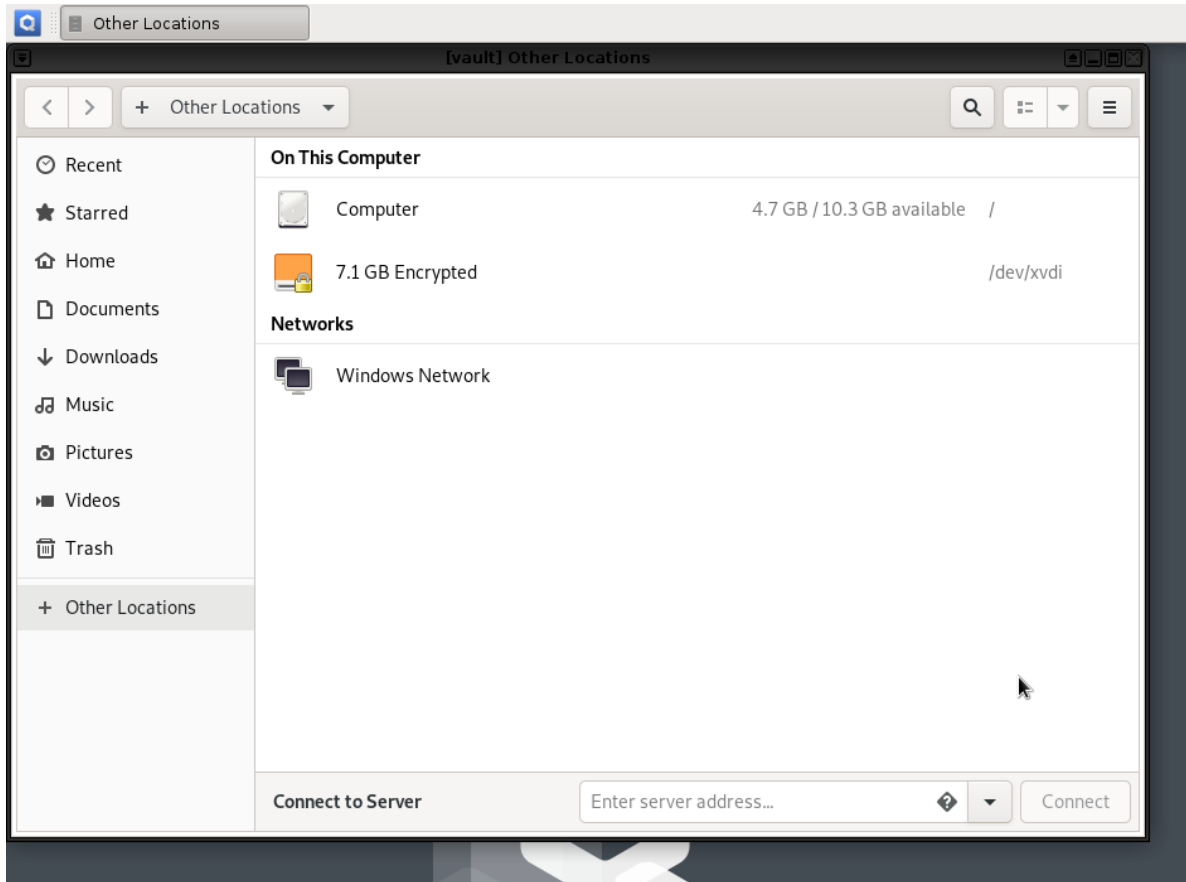 Other Locations
[vault] Other Locations
Other Locations
Recent
Starred
Home
Documents
Downloads
Music
Pictures
Videos
Trash
Other Locations
On This Computer
Computer 4.7 GB / 10.3 GB available /
7.1 GB Encrypted /dev/xvdi
Networks
Windows Network
Connect to Server Enter server address... Connect